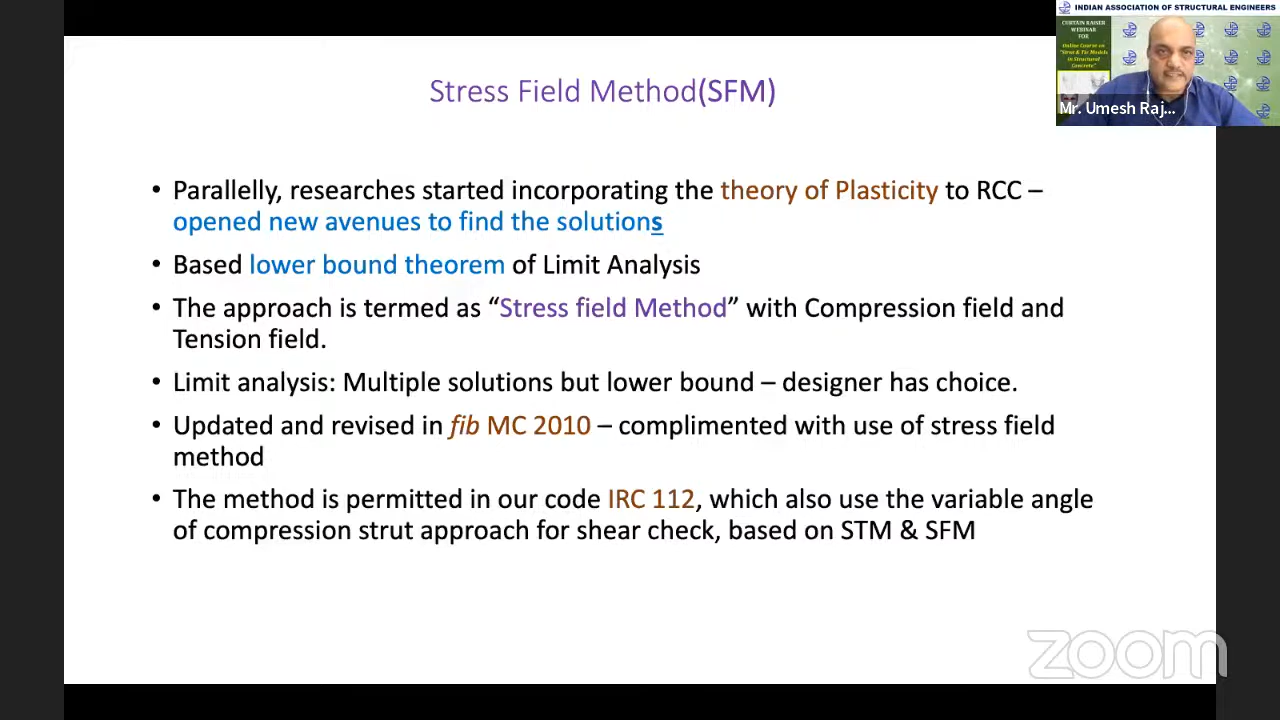 INDIAN ASSOCIATION OF STRUCTURAL ENGINEERS
CURTAIN RAISER
WEBINAR
FOR
Online Course on
"Strut & Tie Models
in Structural
Concrete"
Mr. Umesh Raj...
Stress Field Method(SFM)
• Parallelly, researches started incorporating the theory of Plasticity to RCC –
opened new avenues to find the solutions
• Based lower bound theorem of Limit Analysis
• The approach is termed as “Stress field Method” with Compression field and
Tension field.
• Limit analysis: Multiple solutions but lower bound – designer has choice.
• Updated and revised in fib MC 2010 – complimented with use of stress field
method
• The method is permitted in our code IRC 112, which also use the variable angle
of compression strut approach for shear check, based on STM & SFM
zoom